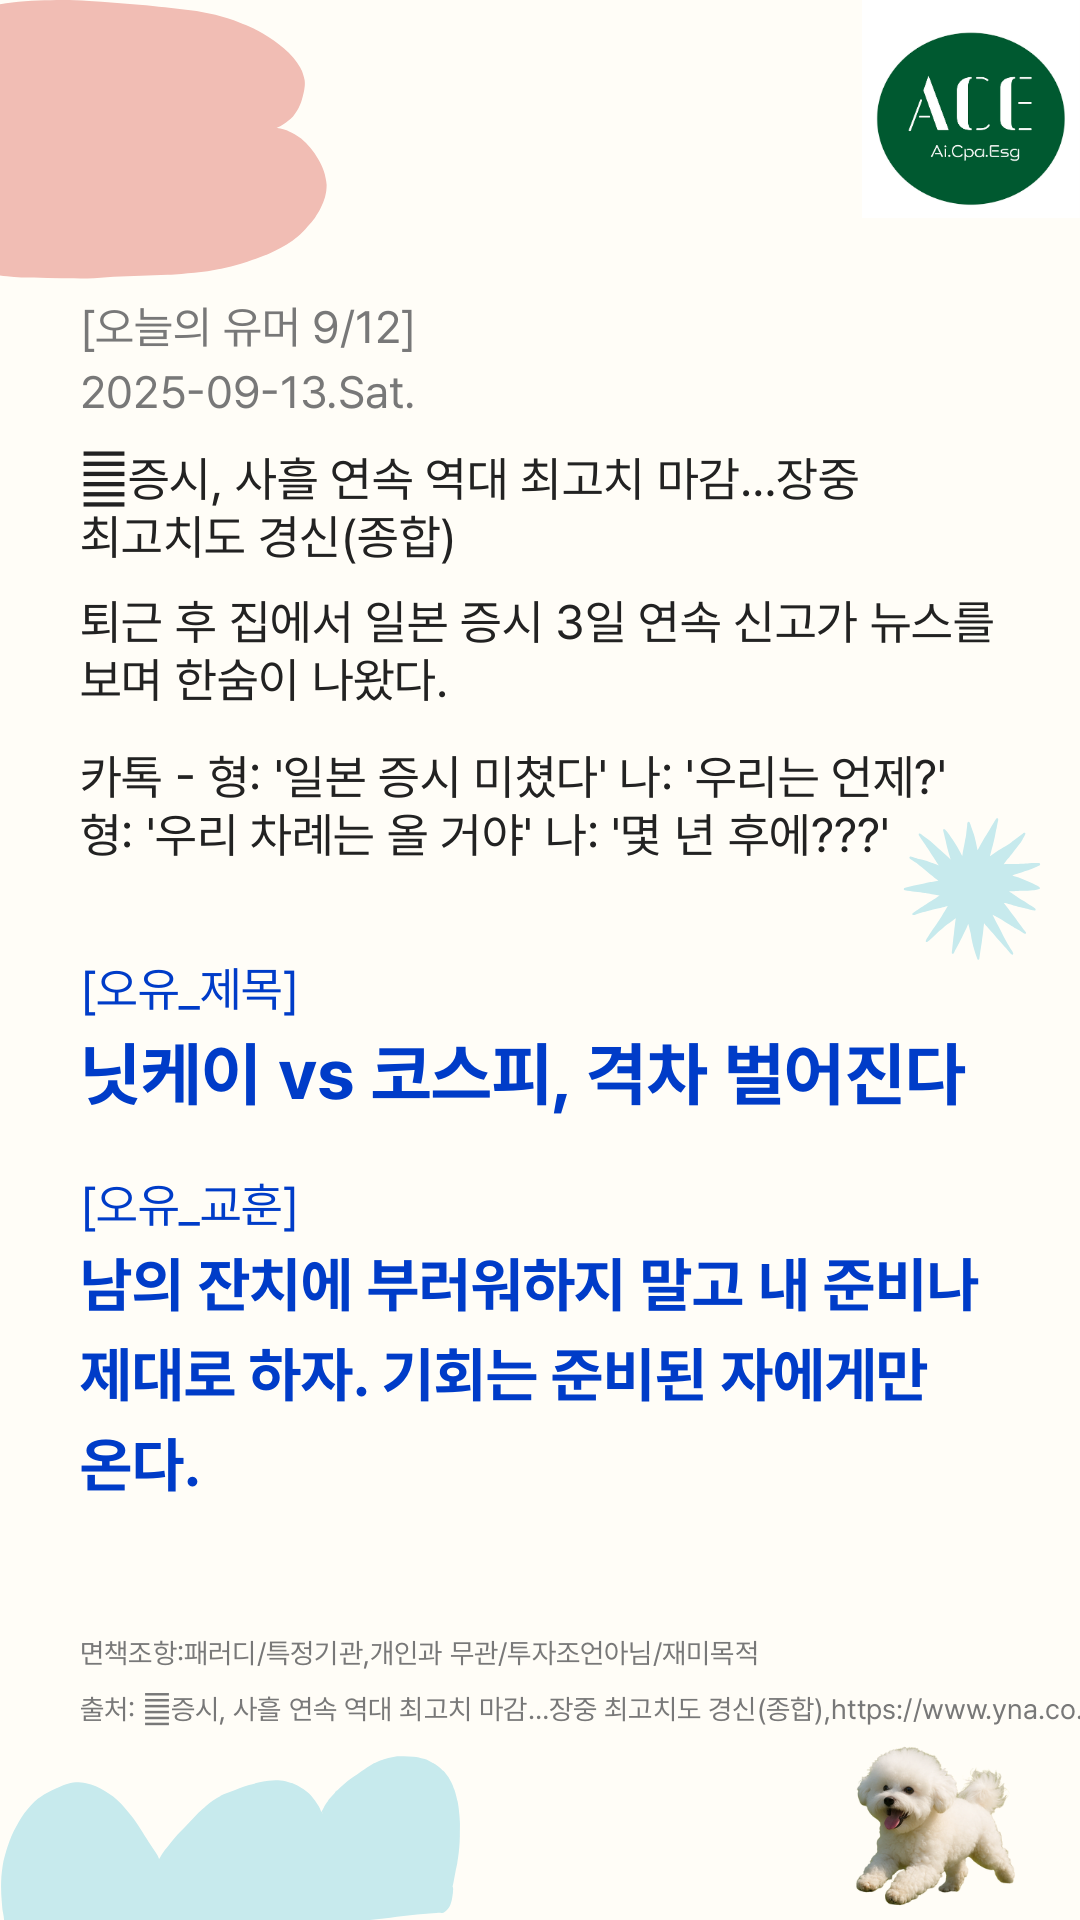 ACE
Ai.Cpa.Esg
[오늘의 유머 9/12]
2025-09-13.Sat.
증시, 사흘 연속 역대 최고치 마감...장중
최고치도 경신(종합)
퇴근 후 집에서 일본 증시 3일 연속 신고가 뉴스를
보며 한숨이 나왔다.
카톡 - 형: '일본 증시 미쳤다' 나: '우리는 언제?'
형: '우리 차례는 올 거야' 나: '몇 년 후에???'
[오유_제목]
닛케이 vs 코스피, 격차 벌어진다
[오유_교훈]
남의 잔치에 부러워하지 말고 내 준비나
제대로 하자. 기회는 준비된 자에게만
온다.
면책조항:패러디/특정기관,개인과 무관/투자조언아님/재미목적
출처: 증시, 사흘 연속 역대 최고치 마감...장중 최고치도 경신(종합),https://www.yna.co.